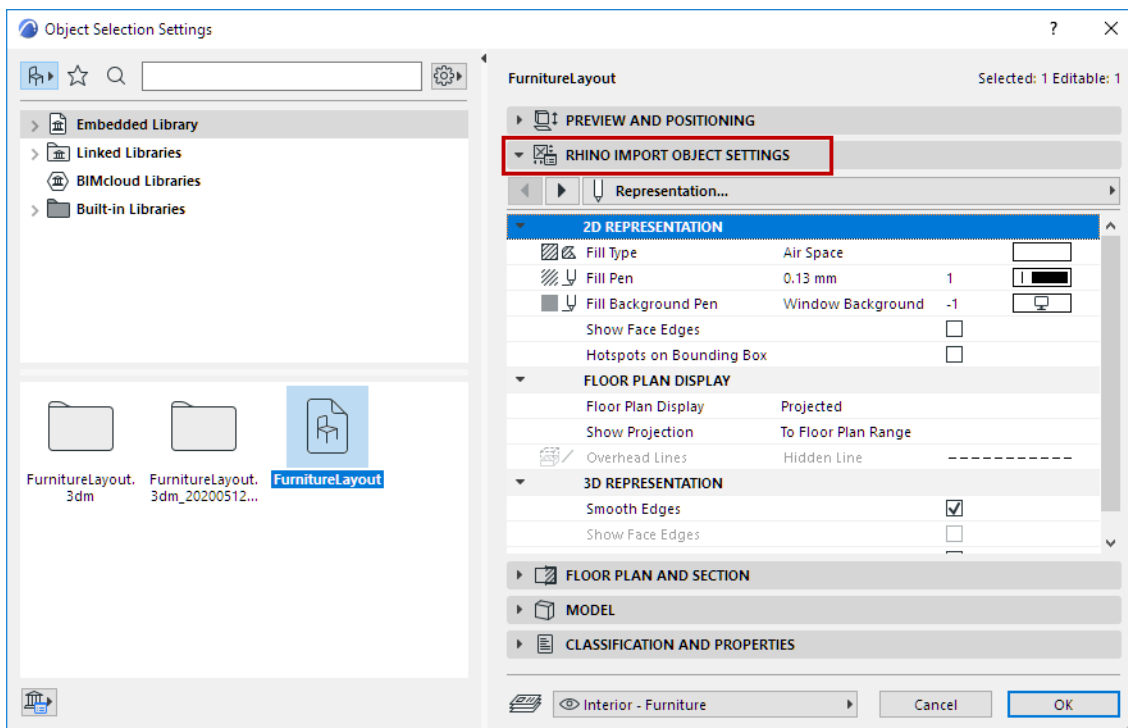 Object Selection Settings
?
Embedded Library
Linked Libraries
BIMcloud Libraries
Built-in Libraries
FurnitureLayout.
3dm
FurnitureLayout.
3dm_20200512...
FurnitureLayout
FurnitureLayout
Selected: 1 Editable: 1
PREVIEW AND POSITIONING
RHINO IMPORT OBJECT SETTINGS
Representation...
2D REPRESENTATION
Fill Type Air Space
Fill Pen 0.13 mm 1
Fill Background Pen Window Background -1
Show Face Edges
Hotspots on Bounding Box
FLOOR PLAN DISPLAY
Floor Plan Display Projected
Show Projection To Floor Plan Range
Overhead Lines Hidden Line
3D REPRESENTATION
Smooth Edges
Show Face Edges
FLOOR PLAN AND SECTION
MODEL
CLASSIFICATION AND PROPERTIES
Interior - Furniture
Cancel
OK